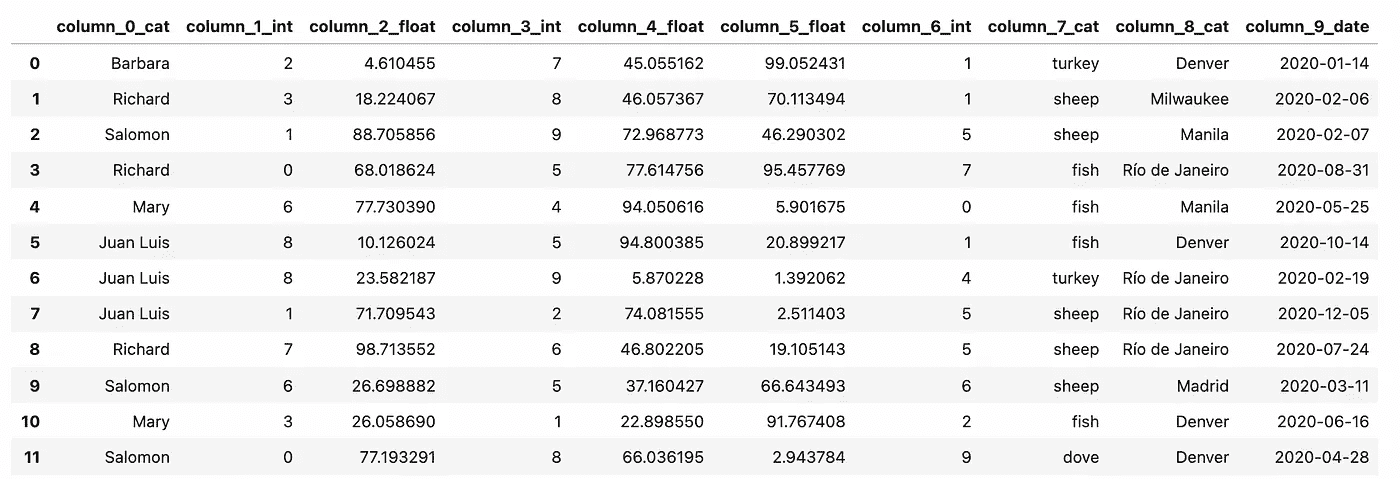 column_0_cat column_1_int column_2_float column_3_int column_4_float column_5_float column_6_int column_7_cat column_8_cat column_9_date
0 Barbara 2 4.610455 7 45.055162 99.052431 1 turkey Denver 2020-01-14
1 Richard 3 18.224067 8 46.057367 70.113494 1 sheep Milwaukee 2020-02-06
2 Salomon 1 88.705856 9 72.968773 46.290302 5 sheep Manila 2020-02-07
3 Richard 0 68.018624 5 77.614756 95.457769 7 fish Río de Janeiro 2020-08-31
4 Mary 6 77.730390 4 94.050616 5.901675 0 fish Manila 2020-05-25
5 Juan Luis 8 10.126024 5 94.800385 20.899217 1 fish Denver 2020-10-14
6 Juan Luis 8 23.582187 9 5.870228 1.392062 4 turkey Río de Janeiro 2020-02-19
7 Juan Luis 1 71.709543 2 74.081555 2.511403 5 sheep Río de Janeiro 2020-12-05
8 Richard 7 98.713552 6 46.802205 19.105143 5 sheep Río de Janeiro 2020-07-24
9 Salomon 6 26.698882 5 37.160427 66.643493 6 sheep Madrid 2020-03-11
10 Mary 3 26.058690 1 22.898550 91.767408 2 fish Denver 2020-06-16
11 Salomon 0 77.193291 8 66.036195 2.943784 9 dove Denver 2020-04-28